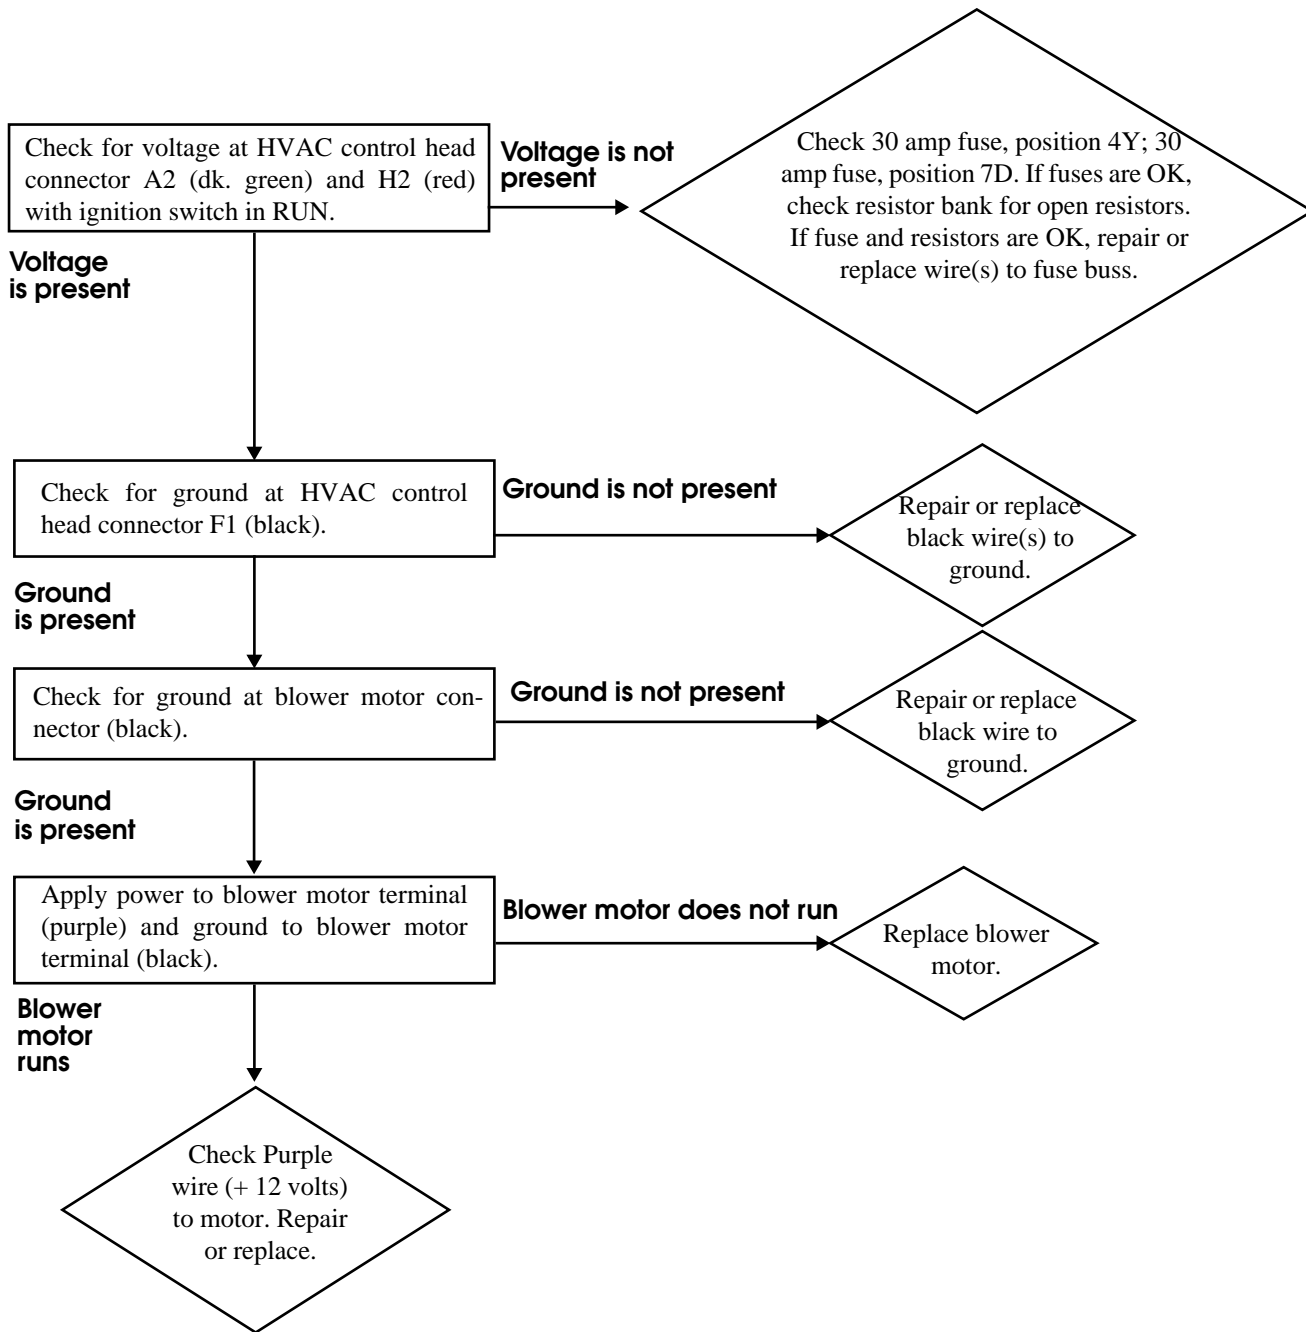 Check for voltage at HVAC control head
connector A2 (dk. green) and H2 (red)
with ignition switch in RUN.
Voltage is not
present
Check 30 amp fuse, position 4Y; 30
amp fuse, position 7D. If fuses are OK,
check resistor bank for open resistors.
If fuse and resistors are OK, repair or
replace wire(s) to fuse buss.
Voltage
is present
Check for ground at HVAC control
head connector F1 (black).
Ground is not present
Repair or replace
black wire(s) to
ground.
Ground
is present
Check for ground at blower motor con-
nector (black).
Ground is not present
Repair or replace
black wire to
ground.
Ground
is present
Apply power to blower motor terminal
(purple) and ground to blower motor
terminal (black).
Blower motor does not run
Replace blower
motor.
Blower
motor
runs
Check Purple
wire (+ 12 volts)
to motor. Repair
or replace.